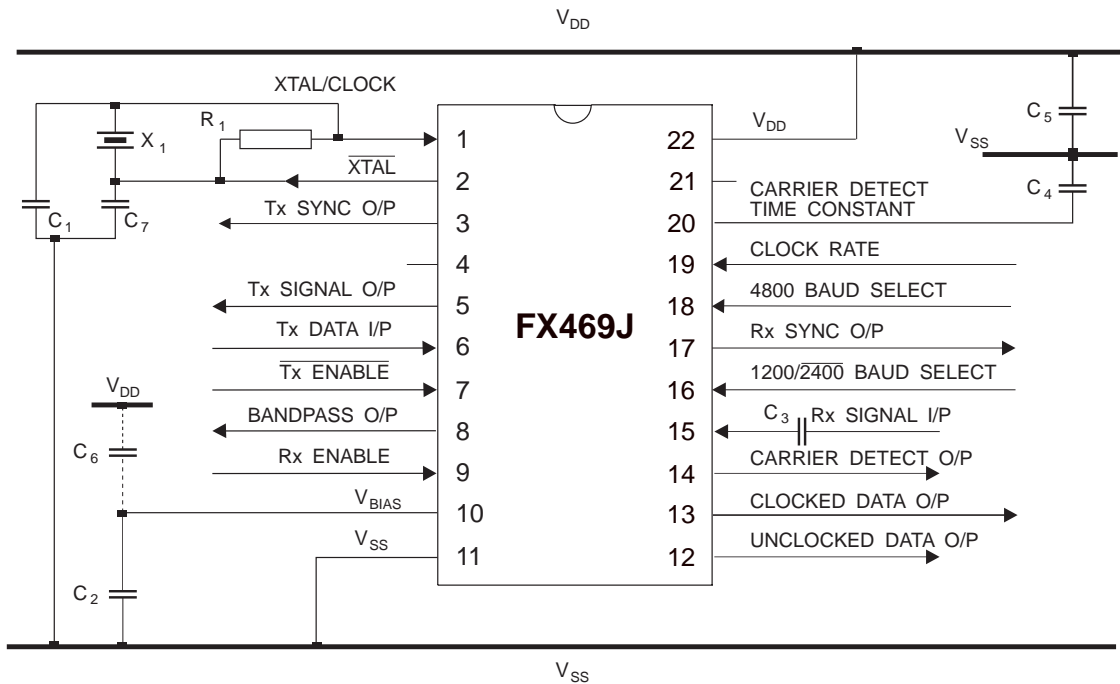 VDD
XTAL/CLOCK
R1
X1
C1
C7
XTAL
Tx SYNC O/P
Tx SIGNAL O/P
Tx DATA I/P
Tx ENABLE
BANDPASS O/P
Rx ENABLE
VDD
C6
VBIAS
VSS
C2
1
2
3
4
5
6
7
8
9
10
11
FX469J
22
21
20
19
18
17
16
15
14
13
12
VDD
CARRIER DETECT
TIME CONSTANT
CLOCK RATE
4800 BAUD SELECT
Rx SYNC O/P
1200/2400 BAUD SELECT
C3 Rx SIGNAL I/P
CARRIER DETECT O/P
CLOCKED DATA O/P
UNCLOCKED DATA O/P
C5
VSS
C4
VSS